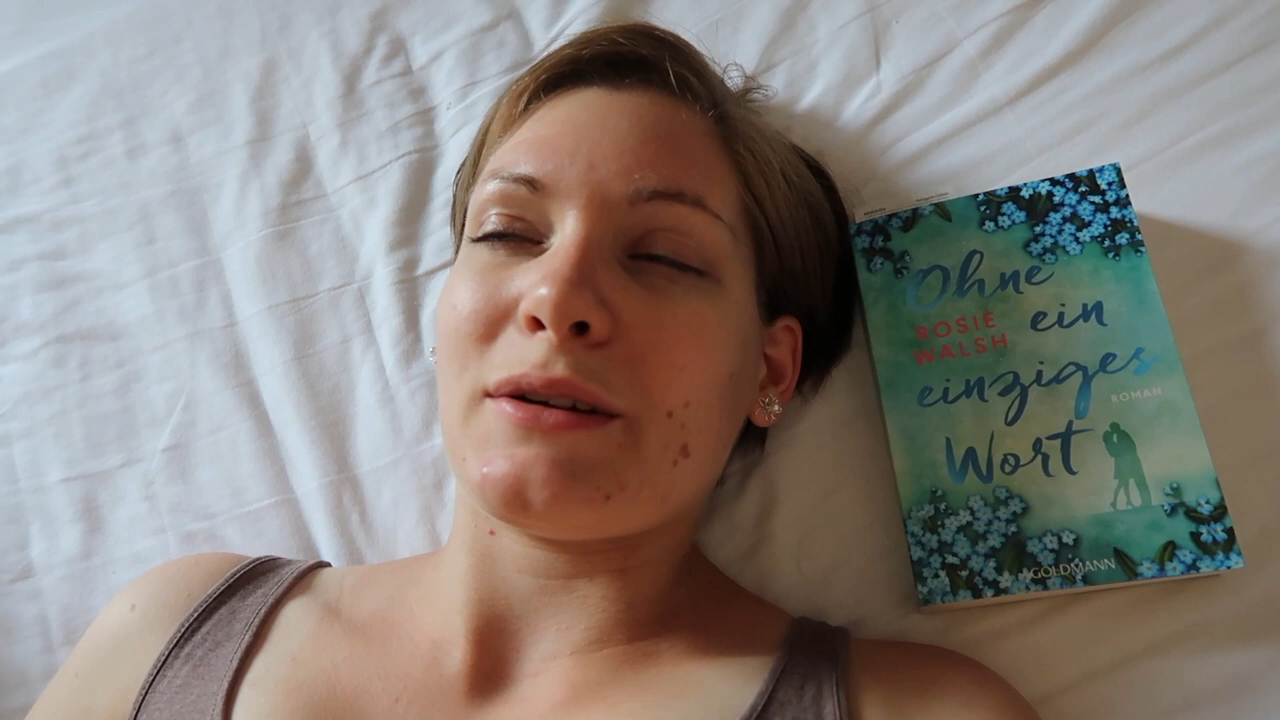 Ohne
ROSIE ein
WALSH
einziges
ROMAN
Wort
GOLDMANN